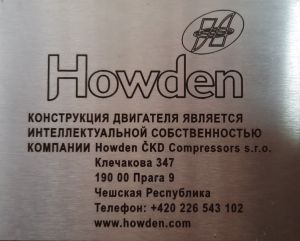 Howden
КОНСТРУКЦИЯ ДВИГАТЕЛЯ ЯВЛЯЕТСЯ
ИНТЕЛЛЕКТУАЛЬНОЙ СОБСТВЕННОСТЬЮ
КОМПАНИИ Howden ČKD Compressors s.r.o.
Клечакова 347
190 00 Прага 9
Чешская Республика
Телефон: +420 226 543 102
www.howden.com